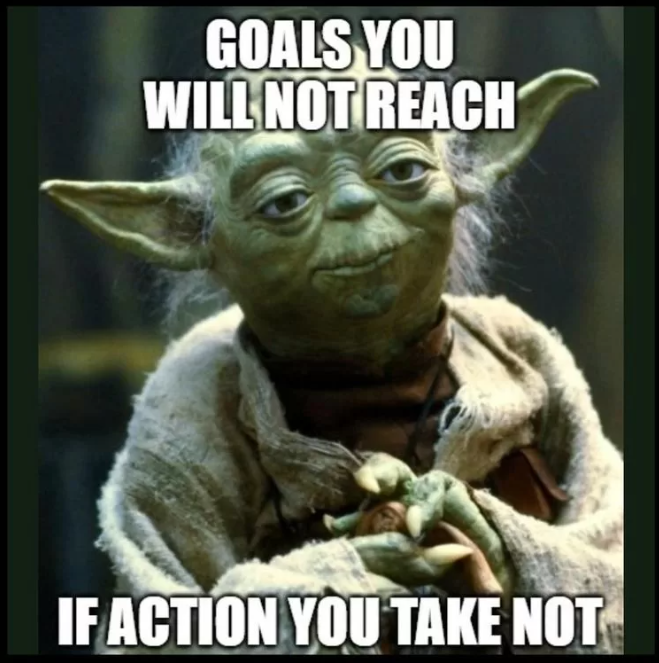 GOALS YOU
WILL NOT REACH
IF ACTION YOU TAKE NOT